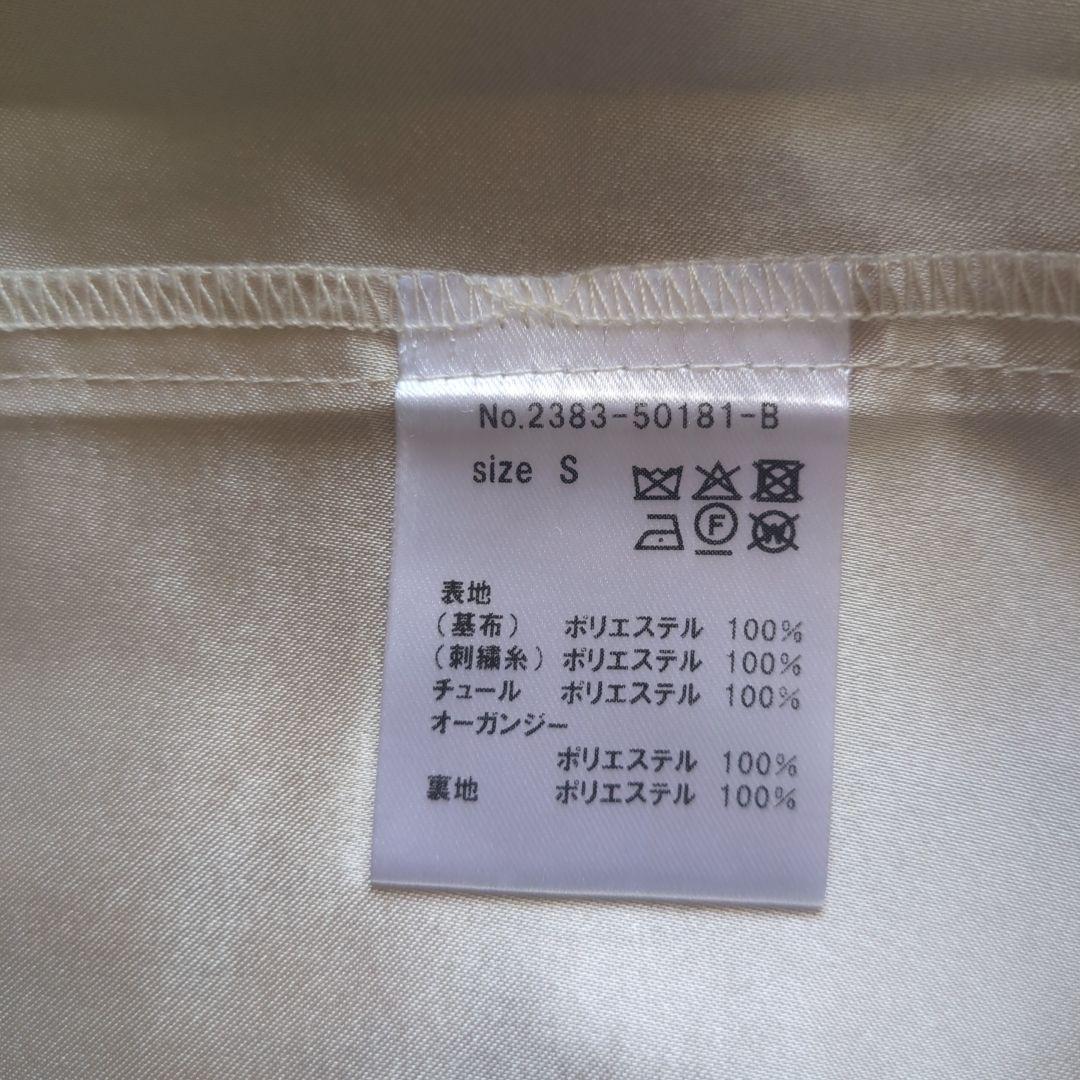 No.2383-50181-B
size S
F
W
表地
(基布) ポリエステル 100%
(刺繍糸) ポリエステル 100%
チュール ポリエステル 100%
オーガンジー
ポリエステル 100%
裏地 ポリエステル 100%